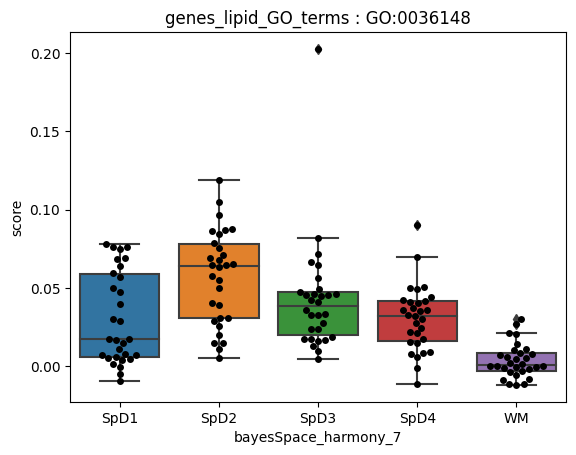 genes_lipid_GO_terms : GO:0036148
0.20
0.15
0.10
0.05
0.00
score
SpD1 SpD2 SpD3 SpD4 WM
bayesSpace_harmony_7